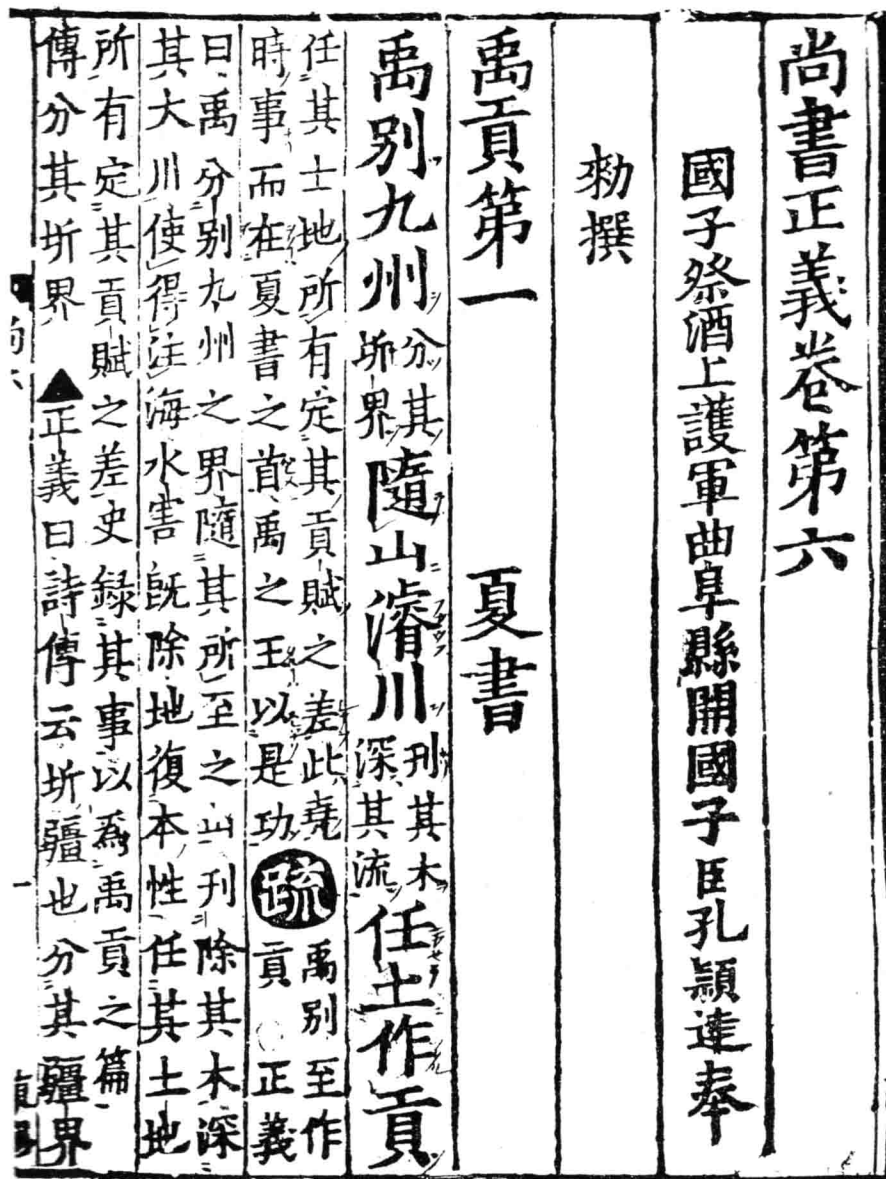 尚書正義卷第六
國子祭酒上護軍曲阜縣開國子臣孔穎達奉
勑撰
禹貢第一 夏書
禹別九州
分其
圻界
隨山濬川
刊其木
深其流
任土作貢
任其土地所有定其貢賦之差此堯
時事而在夏書之首禹之王以是功
疏
禹別至作
貢 正義
曰禹分別九州之界隨其所至之山刊除其木深
其大川使得注海水害旣除地復本性任其土地
所有定其貢賦之差史錄其事以爲禹貢之篇
傳分其圻界 ▲正義曰詩傳云圻疆也分其疆界